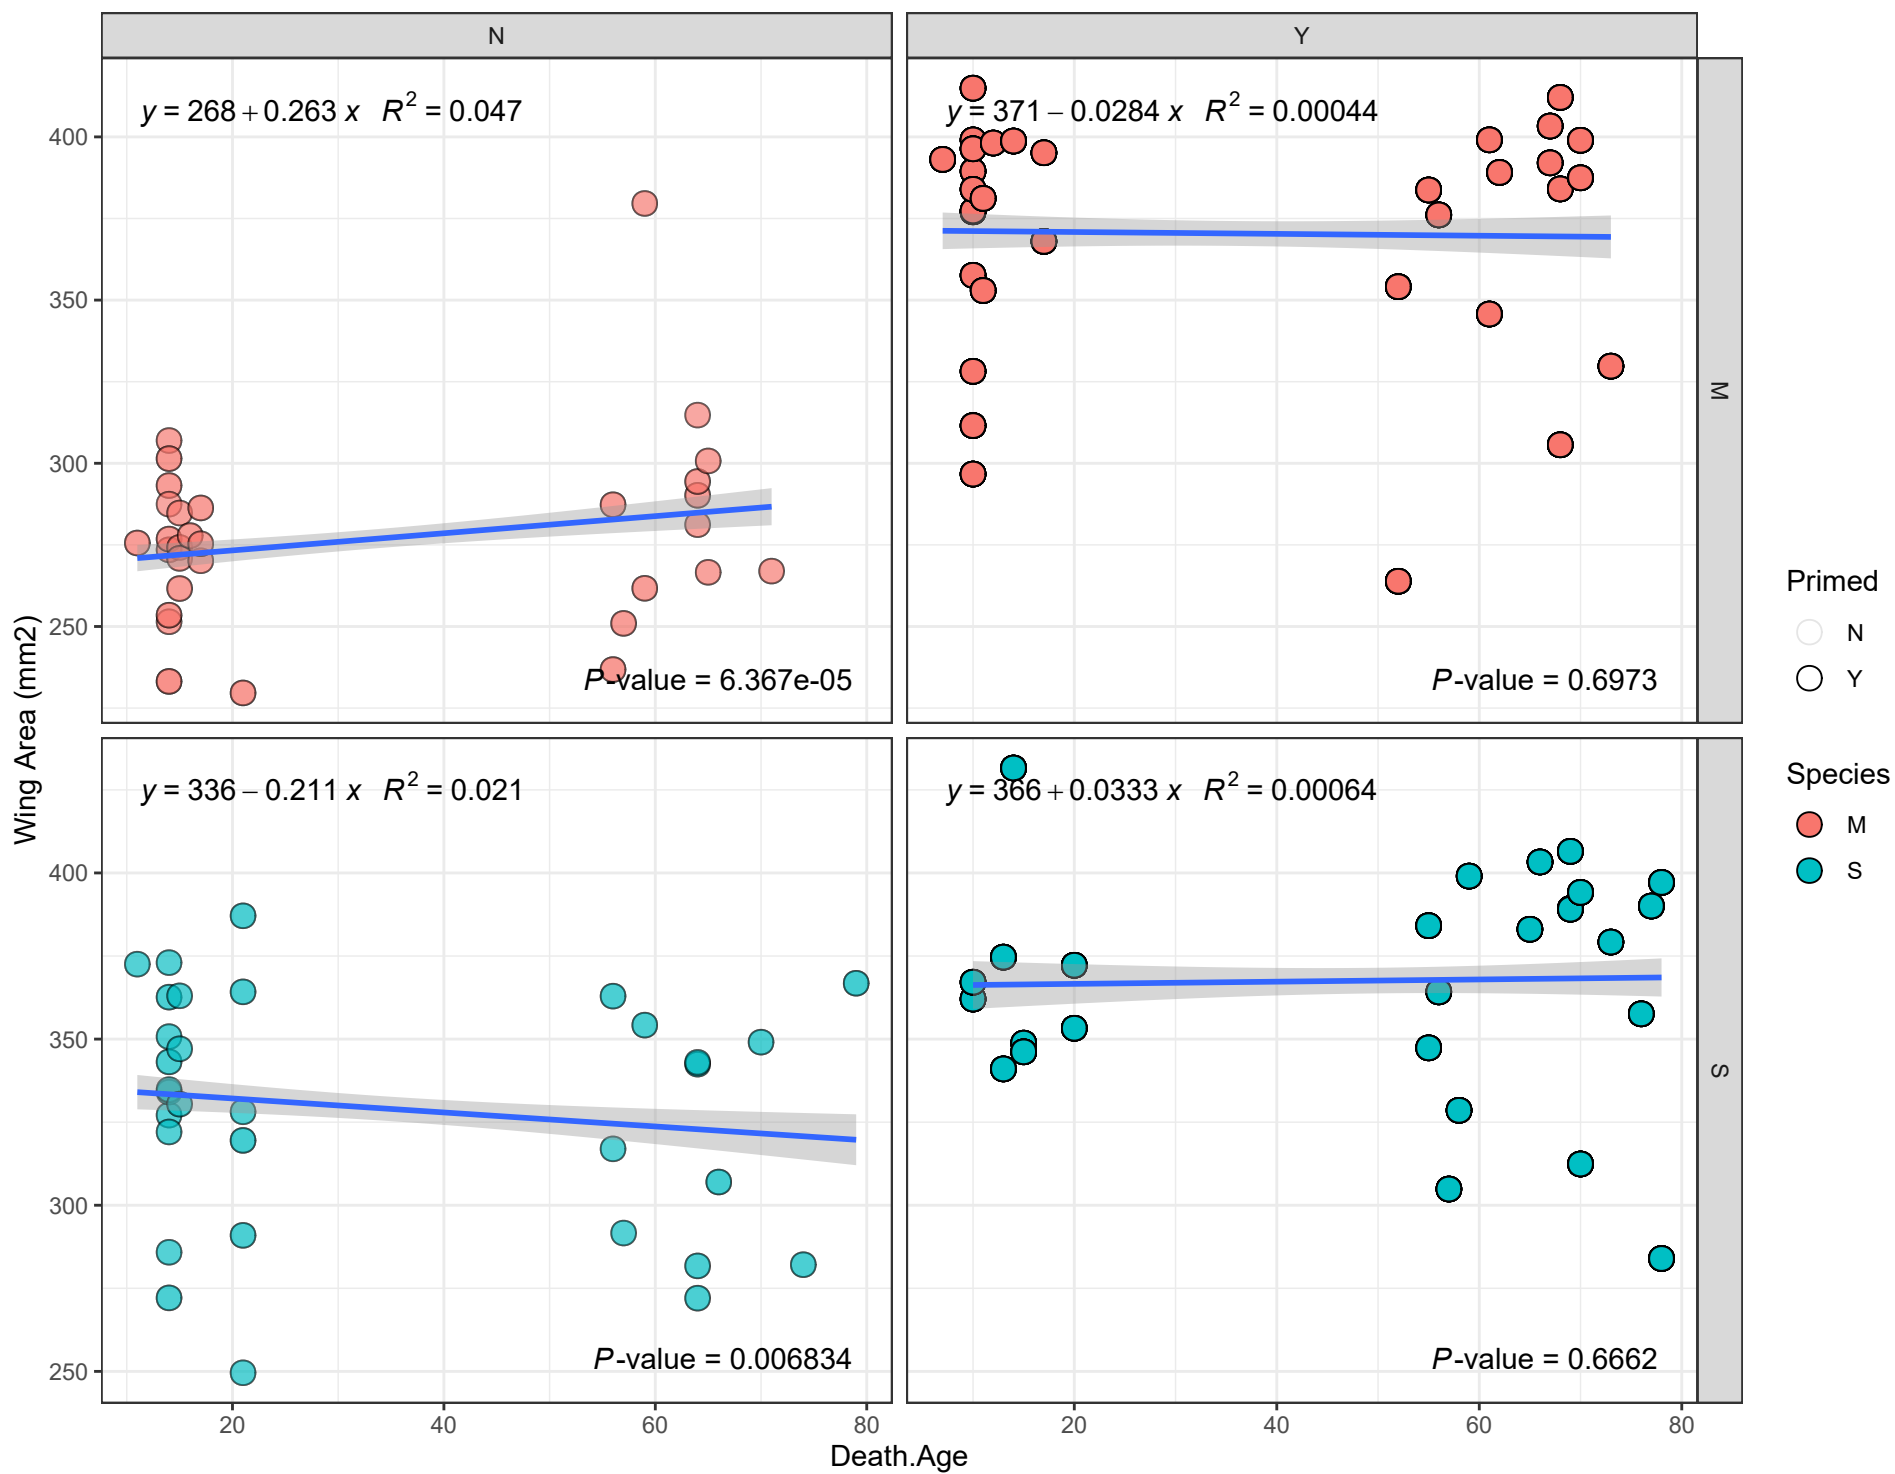 N
Y
y = 268 + 0.263 x R² = 0.047
y = 371 − 0.0284 x R² = 0.00044
400
350
300
250
P-value = 6.367e-05
P-value = 0.6973
M
y = 336 − 0.211 x R² = 0.021
y = 366 + 0.0333 x R² = 0.00064
400
350
300
250
P-value = 0.006834
P-value = 0.6662
S
20
40
60
80
20
40
60
80
Death.Age
Wing Area (mm2)
Primed
N
Y
Species
M
S